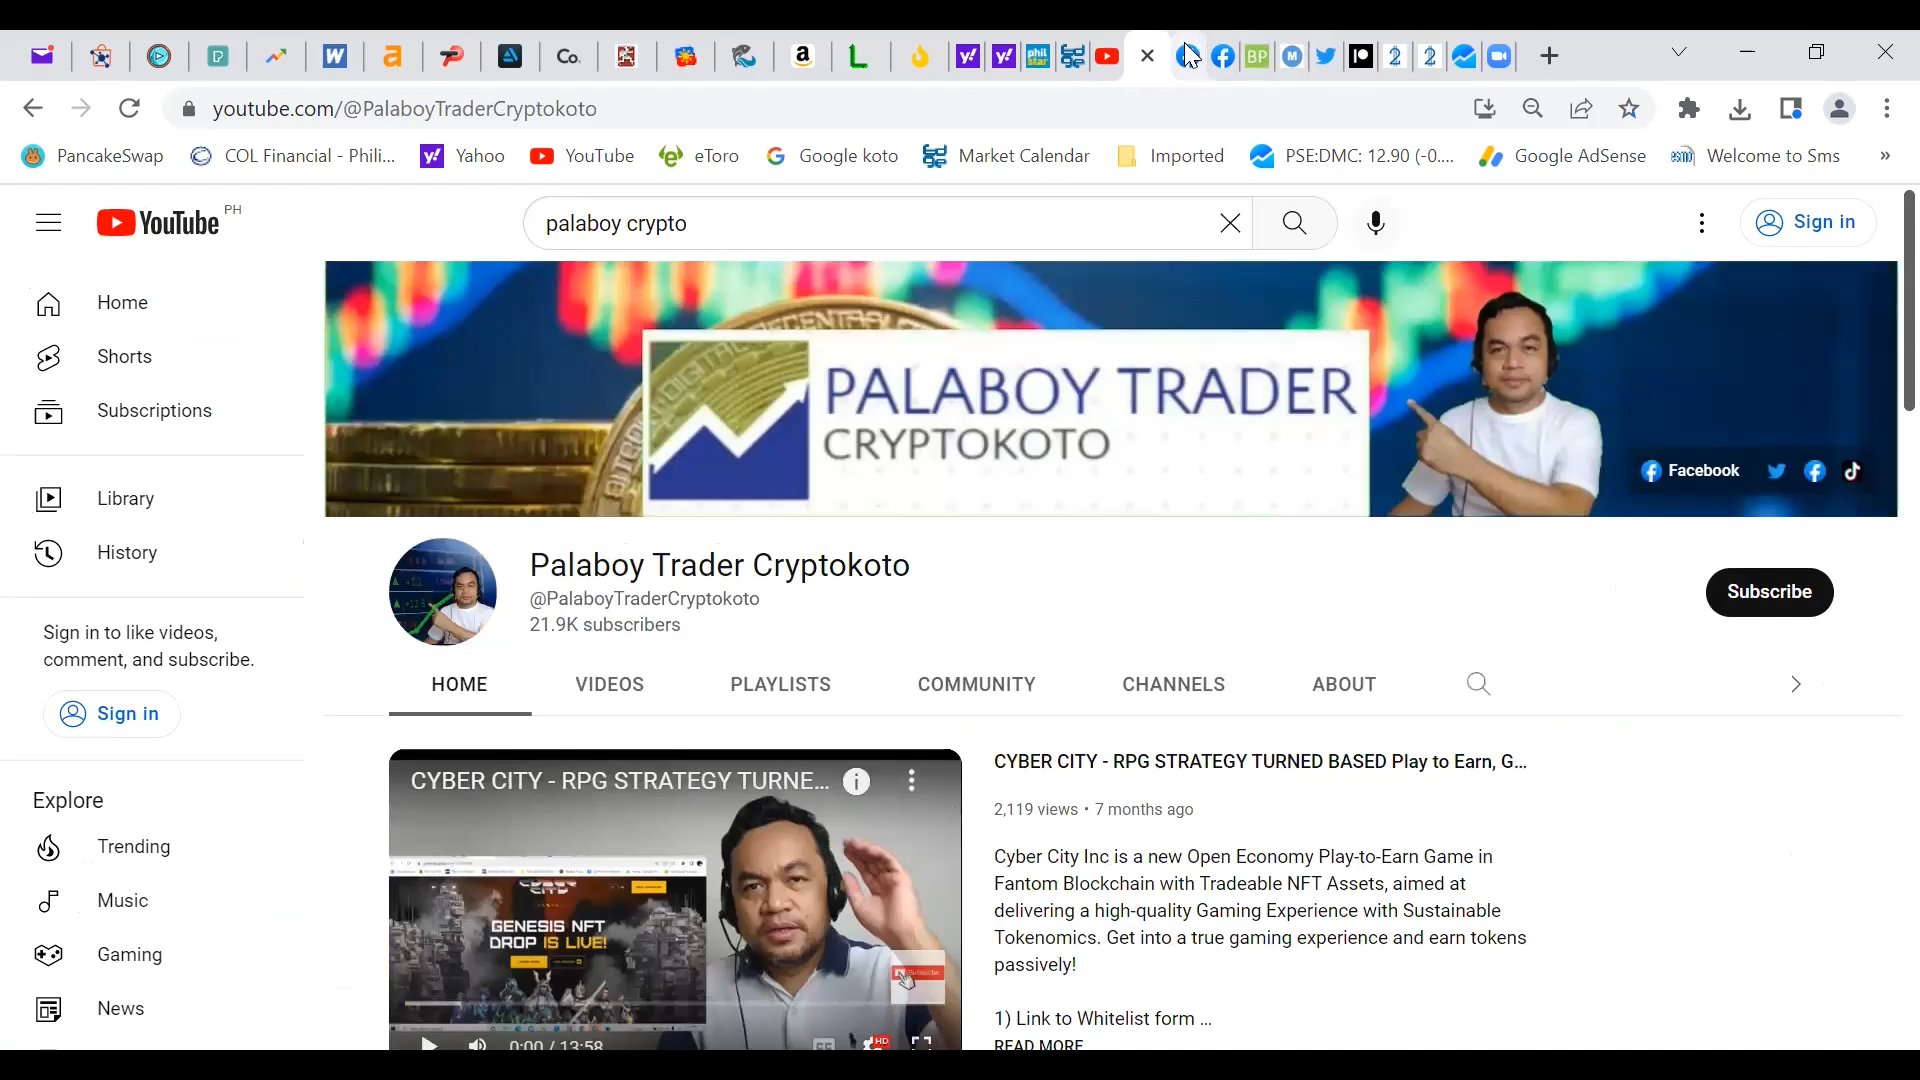 Co.
phil
star
BP
youtube.com/@PalaboyTraderCryptokoto
PancakeSwap
COL Financial - Phili...
Yahoo
YouTube
eToro
Google koto
Market Calendar
Imported
PSE:DMC: 12.90 (-0....
Google AdSense
Welcome to Sms
»
YouTube PH
palaboy crypto
Sign in
Home
Shorts
Subscriptions
Library
History
Sign in to like videos,
comment, and subscribe.
Sign in
Explore
Trending
Music
Gaming
News
PALABOY TRADER
CRYPTOKOTO
Facebook
Palaboy Trader Cryptokoto
@PalaboyTraderCryptokoto
21.9K subscribers
Subscribe
HOME
VIDEOS
PLAYLISTS
COMMUNITY
CHANNELS
ABOUT
CYBER CITY - RPG STRATEGY TURNE...
GENESIS NFT
DROP IS LIVE!
Subscribe
0:00 / 13:58
HD
CYBER CITY - RPG STRATEGY TURNED BASED Play to Earn, G...
2,119 views • 7 months ago
Cyber City Inc is a new Open Economy Play-to-Earn Game in
Fantom Blockchain with Tradeable NFT Assets, aimed at
delivering a high-quality Gaming Experience with Sustainable
Tokenomics. Get into a true gaming experience and earn tokens
passively!
1) Link to Whitelist form ...
READ MORE